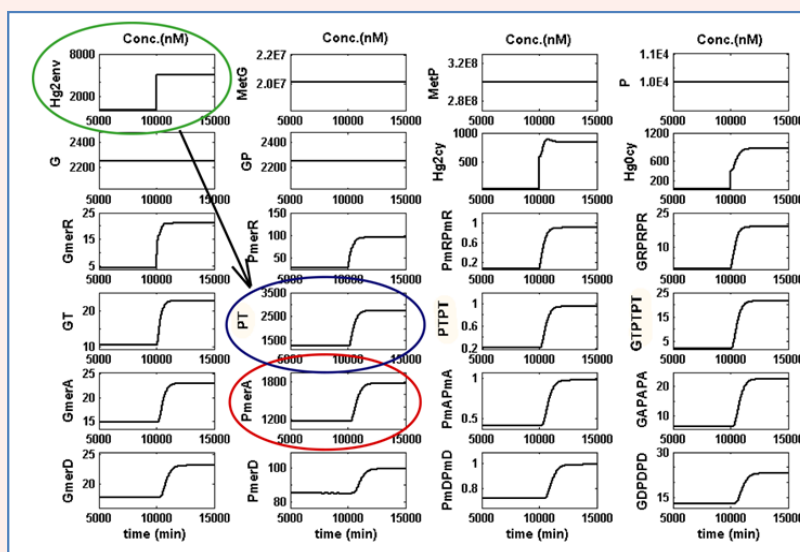 Conc.(nM) Conc.(nM) Conc.(nM) Conc.(nM)
Hg2env 8000 2000 5000 10000 15000
MetG 2.2E7 2.0E7 5000 10000 15000
MetP 3.2E8 2.8E8 5000 10000 15000
P 1.1E4 1.0E4 5000 10000 15000
G 2400 2200 5000 10000 15000
GP 2400 2200 5000 10000 15000
Hg2cy 1000 500 5000 10000 15000
Hg0cy 1200 600 200 5000 10000 15000
GmerR 25 15 5 5000 10000 15000
PmerR 150 100 50 5000 10000 15000
PmRPmR 1 0.6 0.2 5000 10000 15000
GRPRPR 25 10 5000 10000 15000
GT 20 10 5000 10000 15000
PT 3500 2500 1500 5000 10000 15000
PTPT 1 0.6 0.2 5000 10000 15000
GTPTPT 25 15 5 5000 10000 15000
GmerA 25 20 15 5000 10000 15000
PmerA 1800 1200 5000 10000 15000
PmAPmA 1 0.5 5000 10000 15000
GAPAPA 20 10 5000 10000 15000
GmerD 20 5000 10000 15000
PmerD 100 80 5000 10000 15000
PmDPmD 1 0.8 0.6 5000 10000 15000
GDPDPD 30 15 5000 10000 15000
time (min) time (min) time (min) time (min)